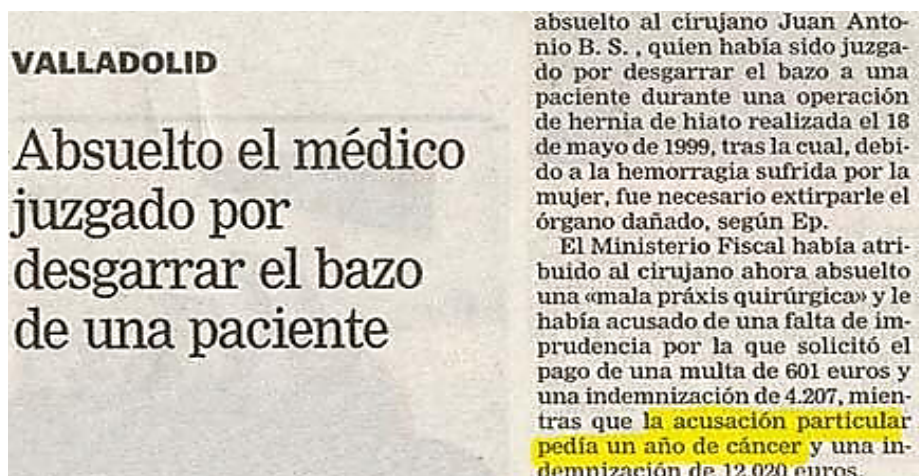 VALLADOLID
Absuelto el médico
juzgado por
desgarrar el bazo
de una paciente
absuelto al cirujano Juan Anto-
nio B. S. , quien había sido juzga-
do por desgarrar el bazo a una
paciente durante una operación
de hernia de hiato realizada el 18
de mayo de 1999, tras la cual, debi-
do a la hemorragia sufrida por la
mujer, fue necesario extirparle el
órgano dañado, según Ep.
El Ministerio Fiscal había atri-
buido al cirujano ahora absuelto
una «mala práxis quirúrgica» y le
había acusado de una falta de im-
prudencia por la que solicitó el
pago de una multa de 601 euros y
una indemnización de 4.207, mien-
tras que la acusación particular
pedía un año de cáncer y una in-
demnización de 12.020 euros.